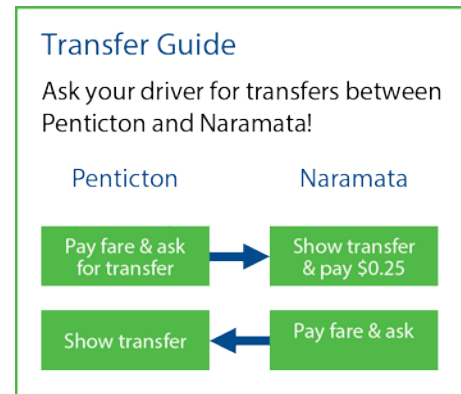 Transfer Guide
Ask your driver for transfers between
Penticton and Naramata!
Penticton
Naramata
Pay fare & ask
for transfer
Show transfer
& pay $0.25
Show transfer
Pay fare & ask